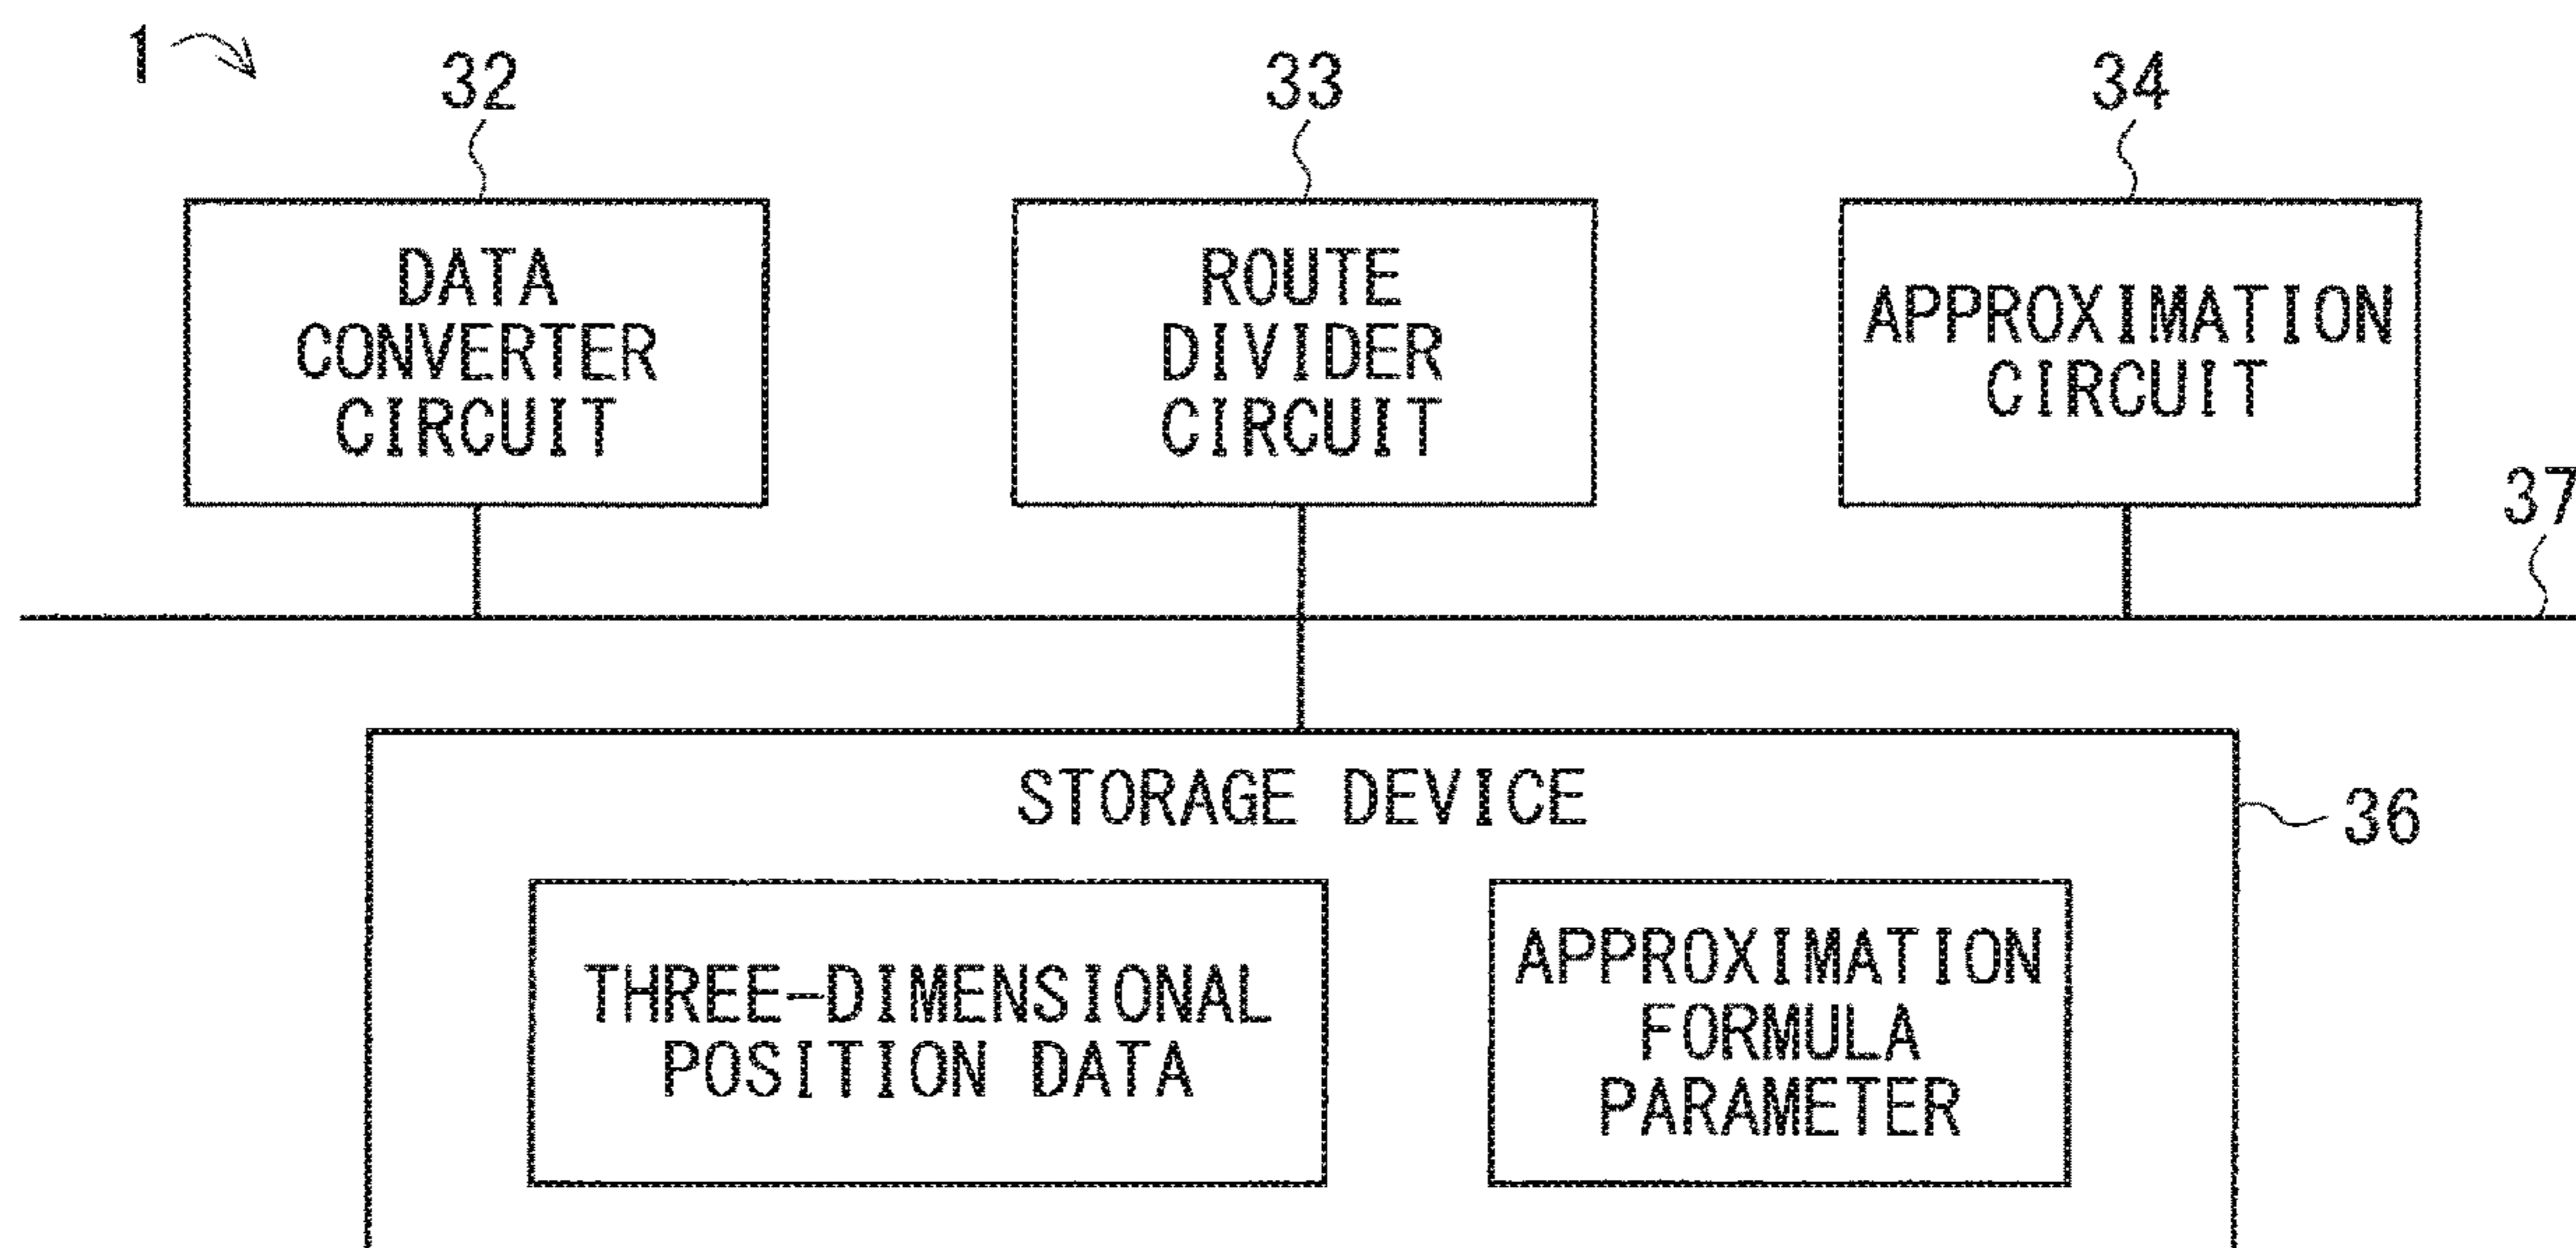 1
32
33
34
DATA
CONVERTER
CIRCUIT
ROUTE
DIVIDER
CIRCUIT
APPROXIMATION
CIRCUIT
37
STORAGE DEVICE
36
THREE-DIMENSIONAL
POSITION DATA
APPROXIMATION
FORMULA
PARAMETER